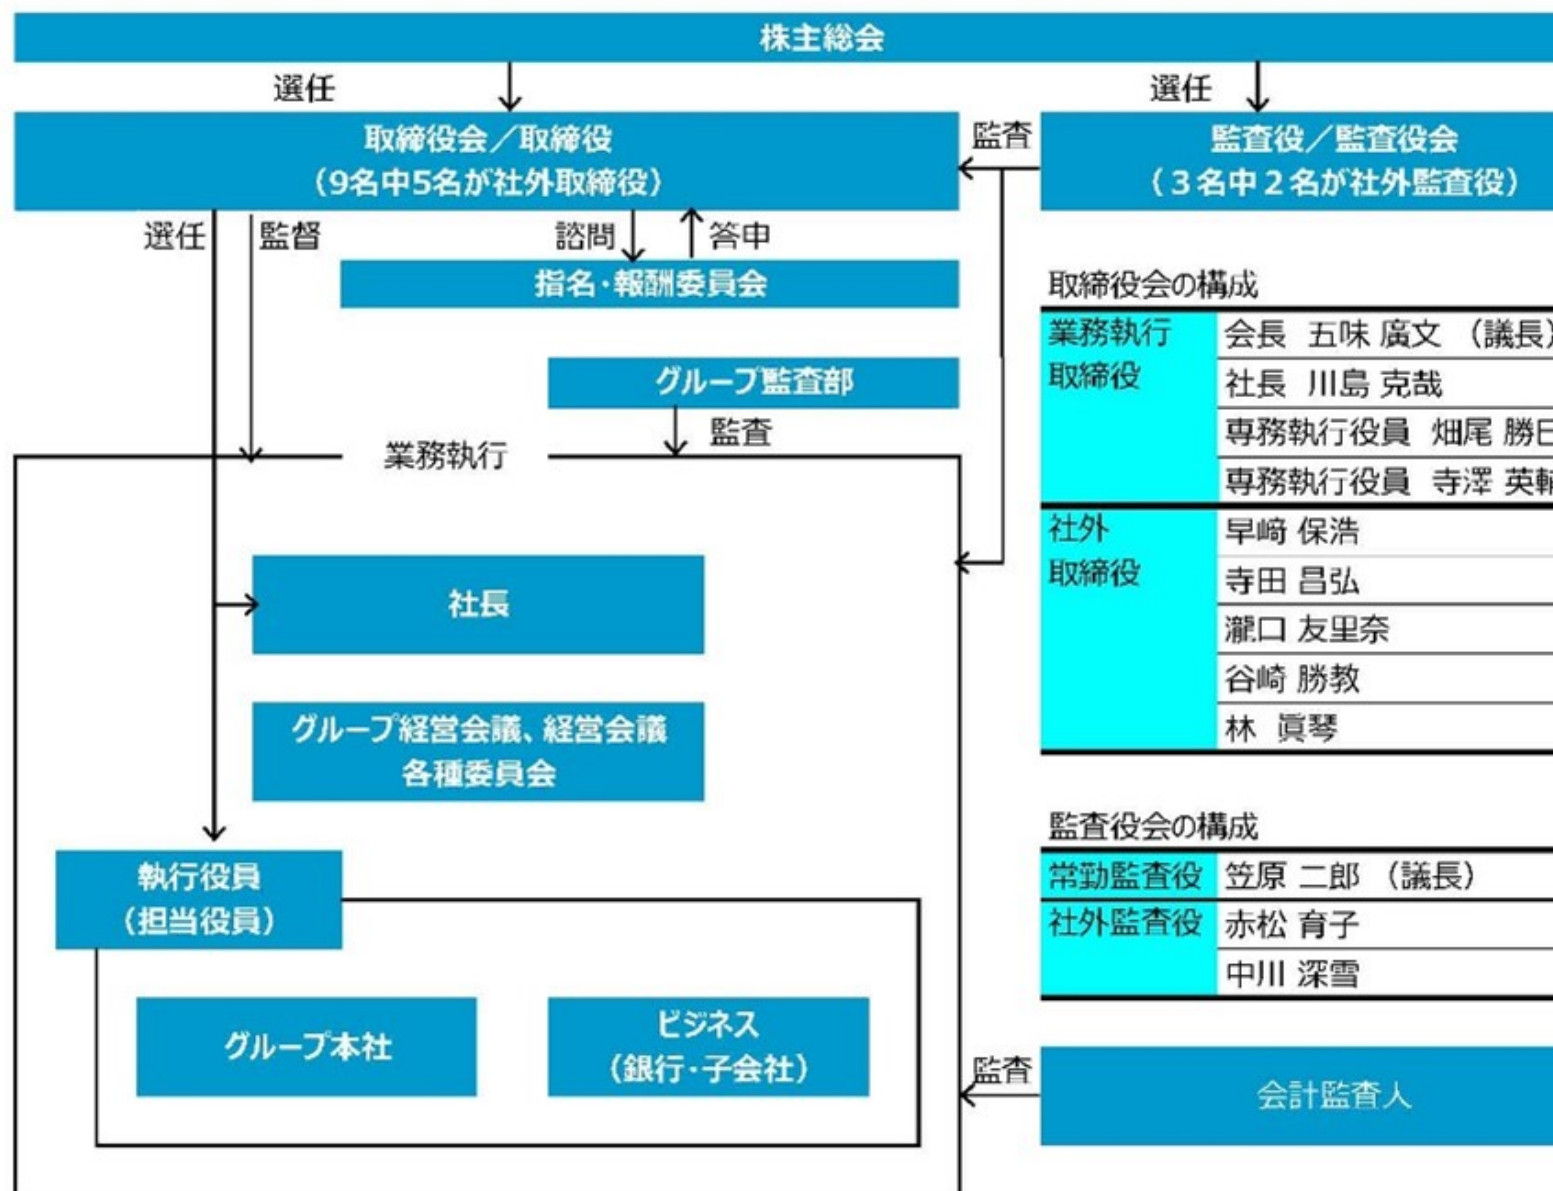 株主総会
選任
選任
取締役会／取締役
（9名中5名が社外取締役）
監査
監査役／監査役会
（３名中２名が社外監査役）
選任
監督
諮問
答申
指名・報酬委員会
グループ監査部
監査
業務執行
社長
グループ経営会議、経営会議
各種委員会
執行役員
（担当役員）
グループ本社
ビジネス
（銀行・子会社）
取締役会の構成
業務執行
取締役
会長 五味 廣文 （議長）
社長 川島 克哉
専務執行役員 畑尾 勝巳
専務執行役員 寺澤 英輔
社外
取締役
早﨑 保浩
寺田 昌弘
瀧口 友里奈
谷崎 勝教
林 眞琴
監査役会の構成
常勤監査役 笠原 二郎 （議長）
社外監査役 赤松 育子
中川 深雪
監査
会計監査人